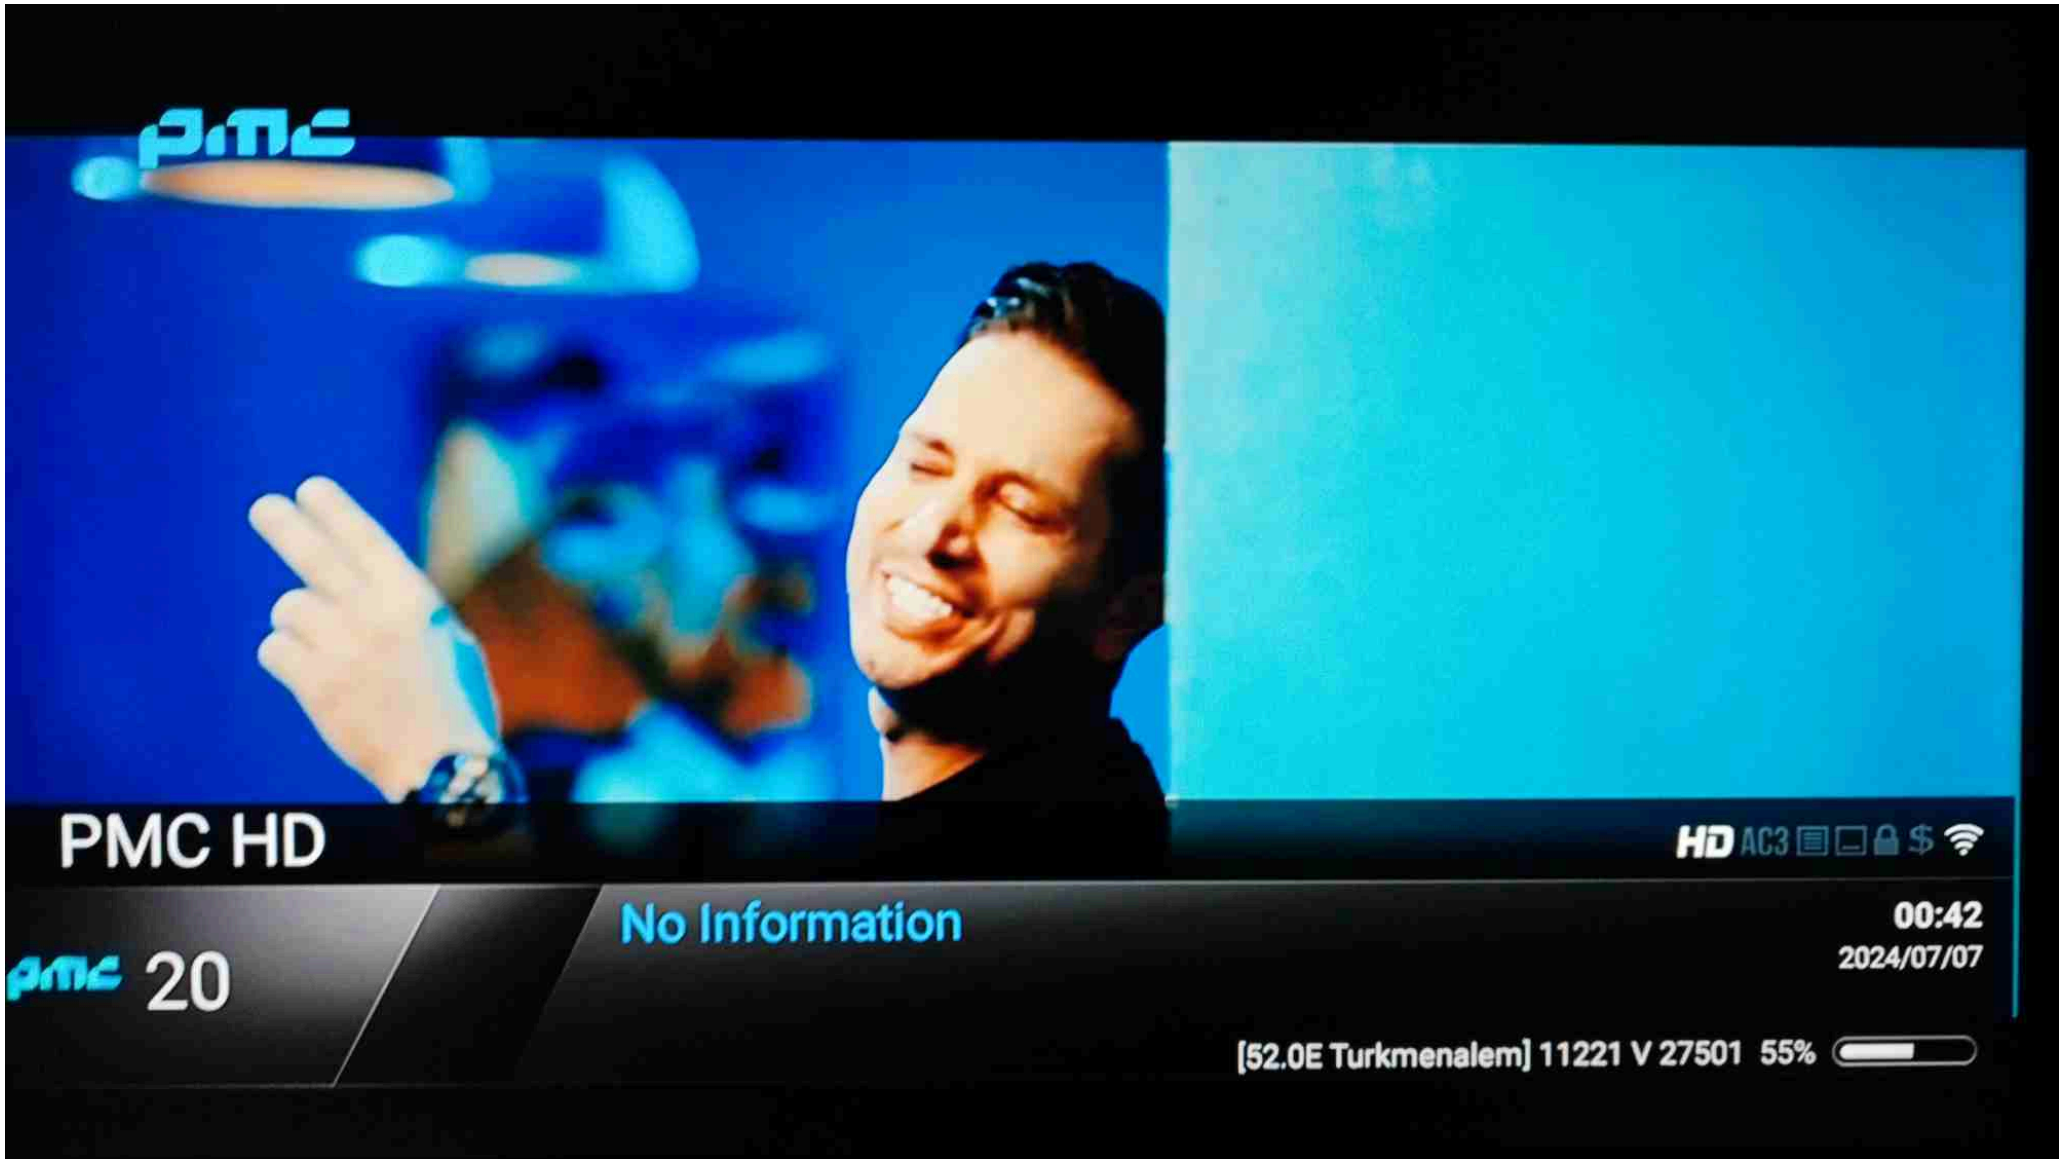 pmc
PMC HD
HD AC3 $
No Information
00:42
2024/07/07
pmc 20
[52.0E Turkmenalem] 11221 V 27501 55%